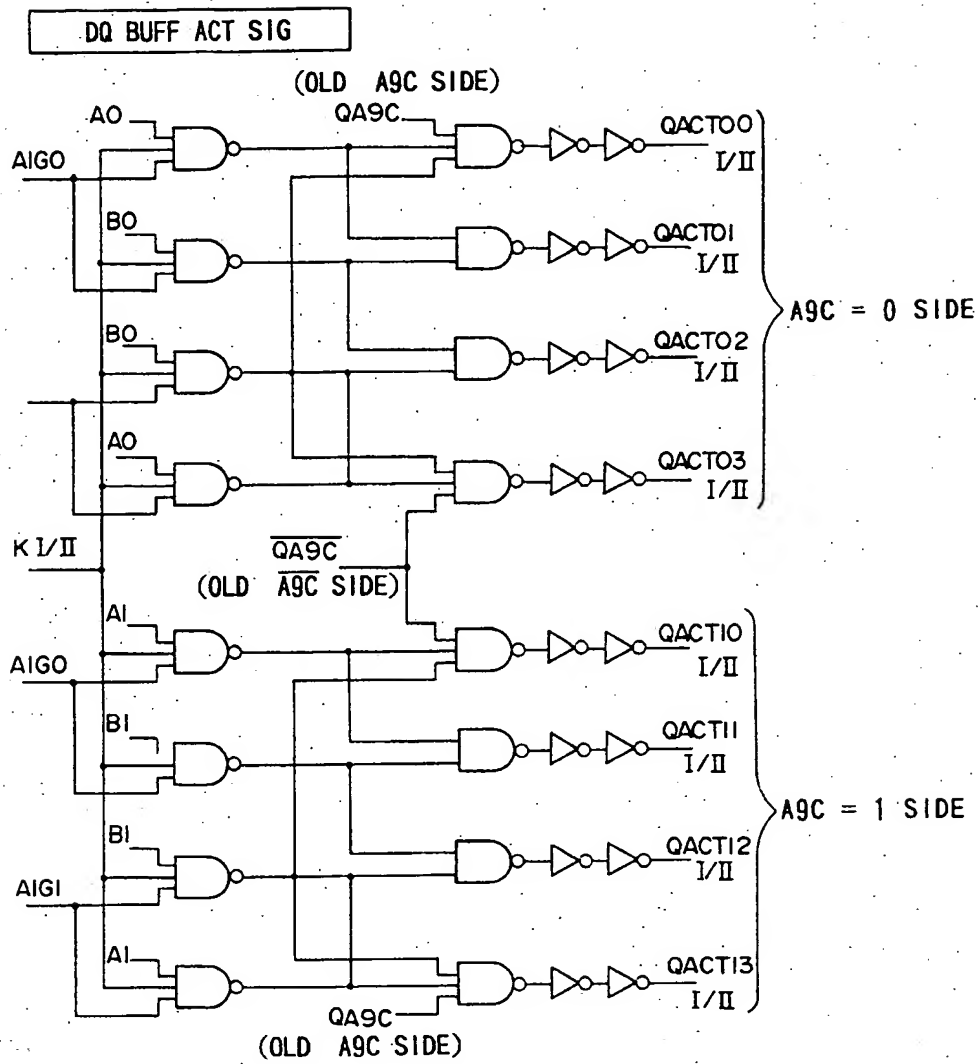 DQ BUFF ACT SIG
(OLD A9C SIDE)
QA9C
A0
AIG0
QACT00
I/II
B0
QACT01
I/II
A9C = 0 SIDE
B0
QACT02
I/II
A0
QACT03
I/II
K I/II
Q̅A̅9̅C̅
(OLD A̅9̅C̅ SIDE)
A1
AIG0
QACT10
I/II
B1
QACT11
I/II
A9C = 1 SIDE
B1
AIG1
QACT12
I/II
A1
QACT13
I/II
QA9C
(OLD A9C SIDE)